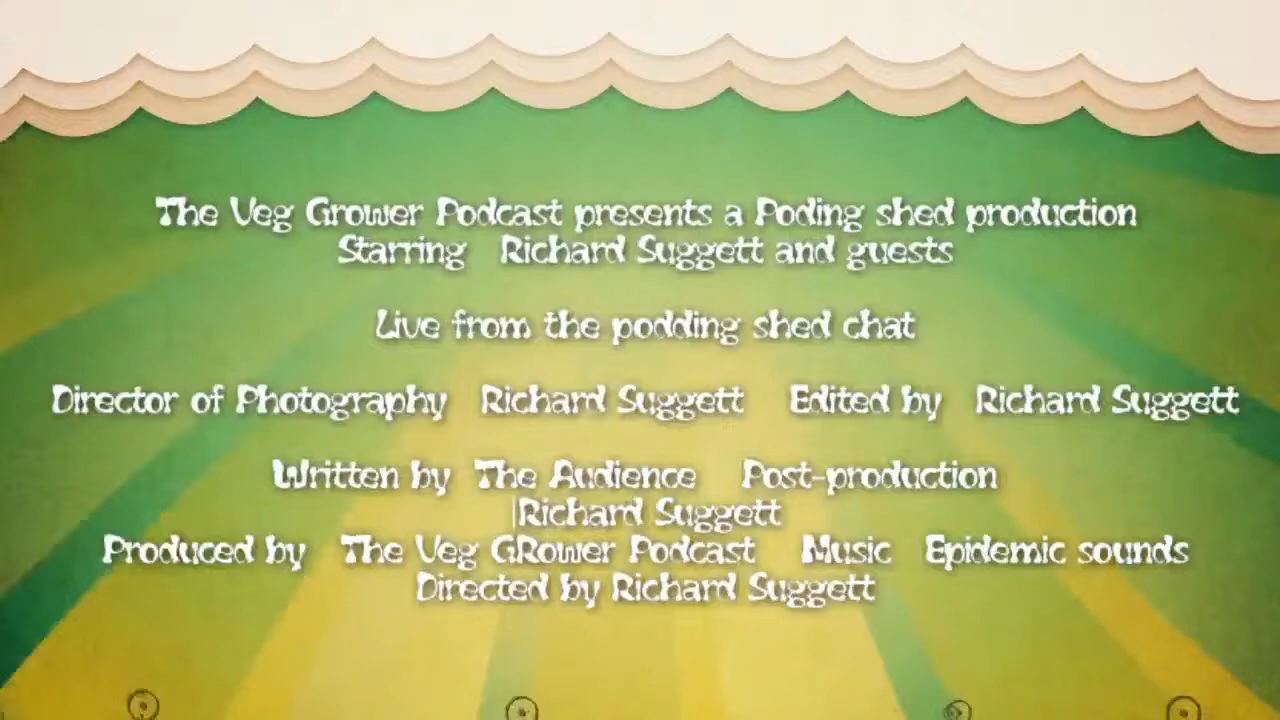 The Veg Grower Podcast presents a Poding shed production
Starring Richard Suggett and guests
Live from the podding shed chat
Director of Photography Richard Suggett Edited by Richard Suggett
Written by The Audience Post-production
|Richard Suggett
Produced by The Veg GRower Podcast Music Epidemic sounds
Directed by Richard Suggett